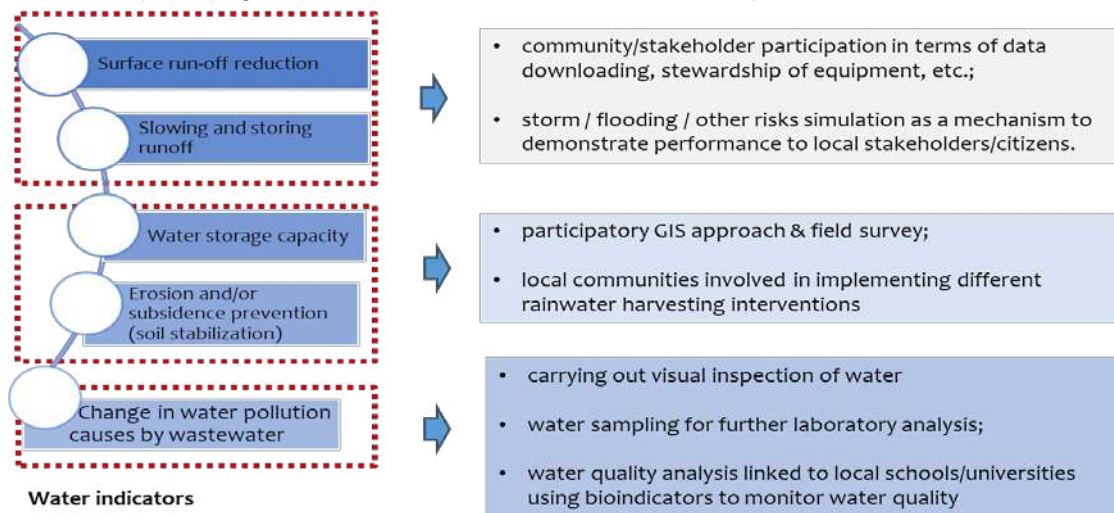 Surface run-off reduction
Slowing and storing
runoff
• community/stakeholder participation in terms of data
downloading, stewardship of equipment, etc.;
• storm / flooding / other risks simulation as a mechanism to
demonstrate performance to local stakeholders/citizens.
Water storage capacity
Erosion and/or
subsidence prevention
(soil stabilization)
• participatory GIS approach & field survey;
• local communities involved in implementing different
rainwater harvesting interventions
Change in water pollution
causes by wastewater
• carrying out visual inspection of water
• water sampling for further laboratory analysis;
• water quality analysis linked to local schools/universities
using bioindicators to monitor water quality
Water indicators